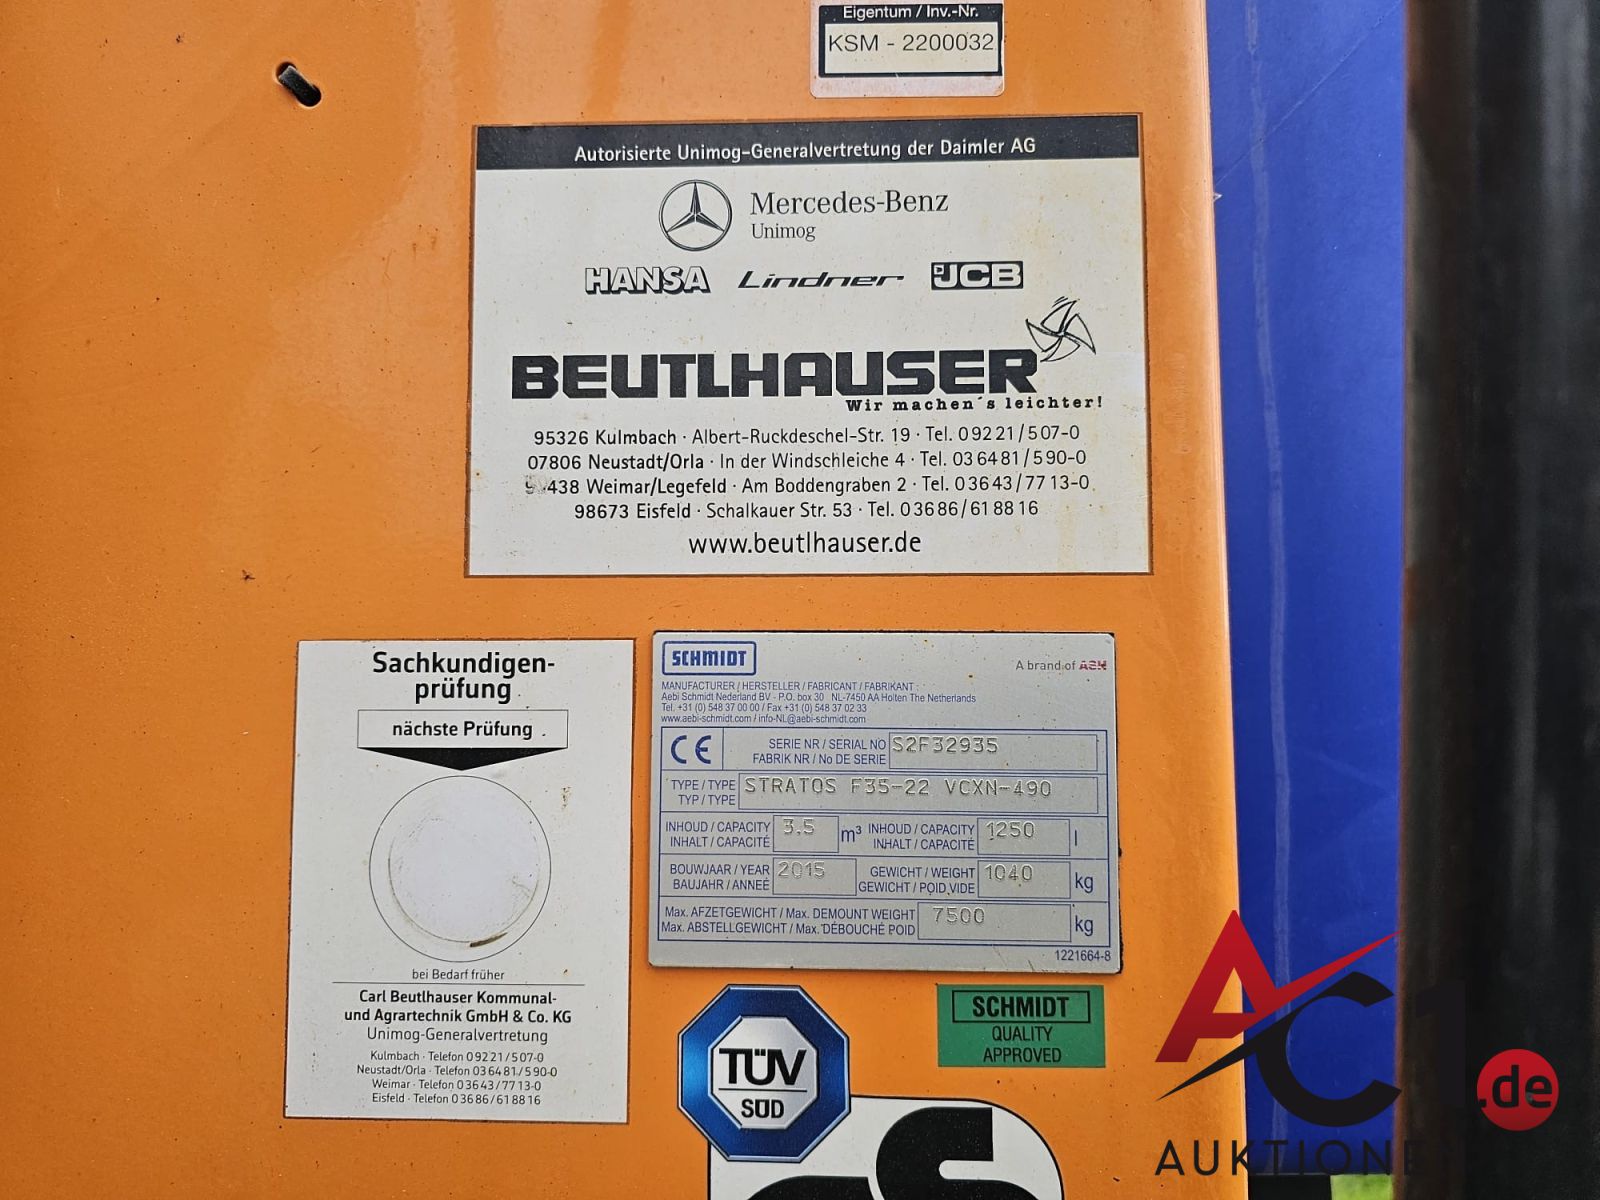 Eigentum / Inv.-Nr.
KSM - 2200032
Autorisierte Unimog-Generalvertretung der Daimler AG
Mercedes-Benz
Unimog
HANSA Lindner JCB
BEUTLHAUSER
Wir machen´s leichter!
95326 Kulmbach · Albert-Ruckdeschel-Str. 19 · Tel. 09221/507-0
07806 Neustadt/Orla · In der Windschleiche 4 · Tel. 036481/590-0
438 Weimar/Legefeld · Am Boddengraben 2 · Tel. 03643/7713-0
98673 Eisfeld · Schalkauer Str. 53 · Tel. 03686/618816
www.beutlhauser.de
Sachkundigen-
prüfung
nächste Prüfung
bei Bedarf früher
Carl Beutlhauser Kommunal-
und Agrartechnik GmbH & Co. KG
Unimog-Generalvertretung
Kulmbach · Telefon 09221/507-0
Neustadt/Orla · Telefon 036481/590-0
Weimar · Telefon 03643/7713-0
Eisfeld · Telefon 03686/618816
SCHMIDT
A brand of ASH
MANUFACTURER / HERSTELLER / FABRICANT / FABRIKANT :
Aebi Schmidt Nederland BV - P.O. box 30 NL-7450 AA Holten The Netherlands
Tel. +31 (0) 548 37 00 00 / Fax +31 (0) 548 37 02 33
www.aebi-schmidt.com / info-NL@aebi-schmidt.com
CE
SERIE NR / SERIAL NO S2F32935
FABRIK NR / No DE SERIE
TYPE / TYPE STRATOS F35-22 VCXN-490
TYP / TYPE
INHOUD / CAPACITY 3.5 m³ INHOUD / CAPACITY 1250 l
INHALT / CAPACITÉ INHALT / CAPACITÉ
BOUWJAAR / YEAR 2015 GEWICHT / WEIGHT 1040 kg
BAUJAHR / ANNEÉ GEWICHT / POID VIDE
Max. AFZETGEWICHT / Max. DEMOUNT WEIGHT 7500 kg
Max. ABSTELLGEWICHT / Max. DÉBOUCHÉ POID
1221664-8
TÜV
SÜD
SCHMIDT
QUALITY
APPROVED
AC1.de
AUKTIONE